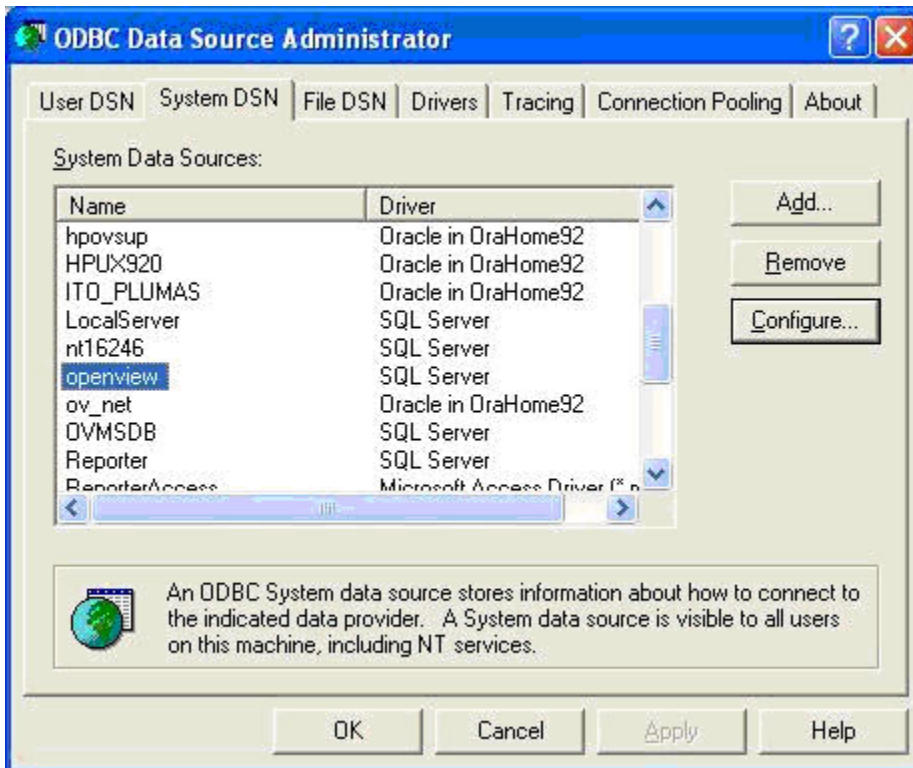 ODBC Data Source Administrator
User DSN System DSN File DSN Drivers Tracing Connection Pooling About
System Data Sources:
Name Driver
hpovsup Oracle in OraHome92
HPUX920 Oracle in OraHome92
ITO_PLUMAS Oracle in OraHome92
LocalServer SQL Server
nt16246 SQL Server
openview SQL Server
ov_net Oracle in OraHome92
OVMSDB SQL Server
Reporter SQL Server
ReporterAccess Microsoft Access Driver (*.
Add...
Remove
Configure...
An ODBC System data source stores information about how to connect to
the indicated data provider. A System data source is visible to all users
on this machine, including NT services.
OK Cancel Apply Help